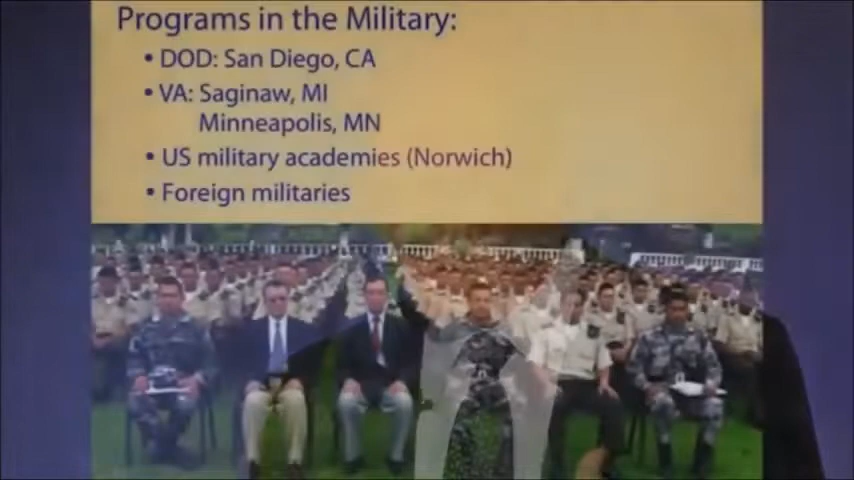 Programs in the Military:
• DOD: San Diego, CA
• VA: Saginaw, MI
Minneapolis, MN
• US military academies (Norwich)
• Foreign militaries